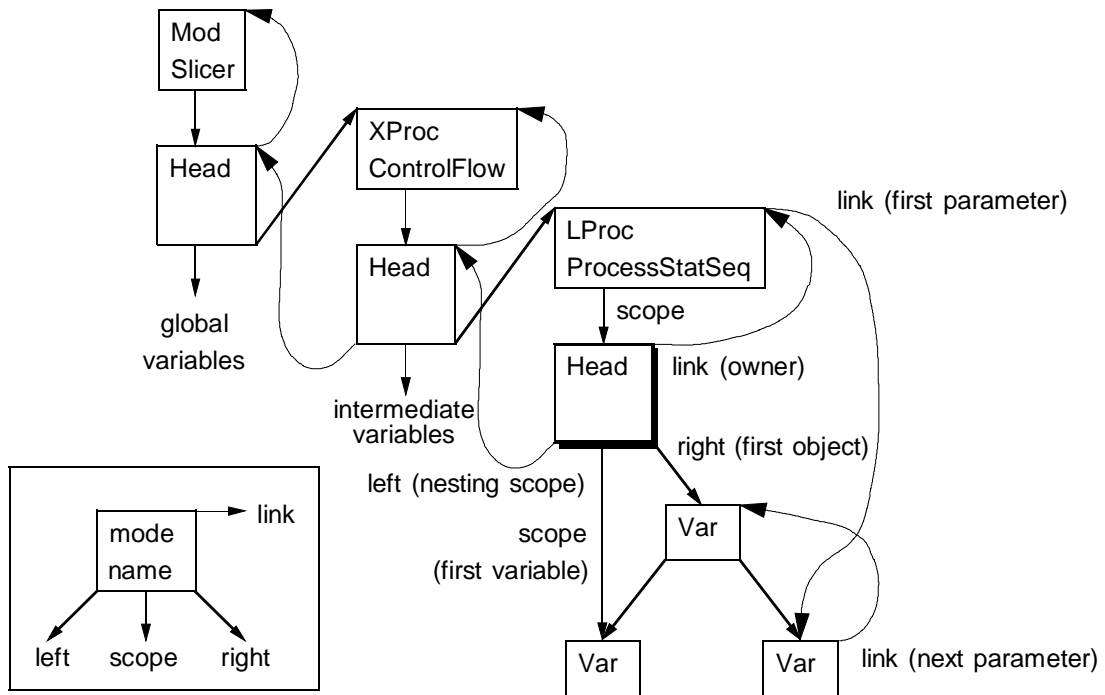 Mod
Slicer
Head
global
variables
XProc
ControlFlow
Head
intermediate
variables
LProc
ProcessStatSeq
link (first parameter)
scope
Head
link (owner)
right (first object)
left (nesting scope)
scope
(first variable)
Var
Var
Var
link (next parameter)
mode
name
link
left
scope
right